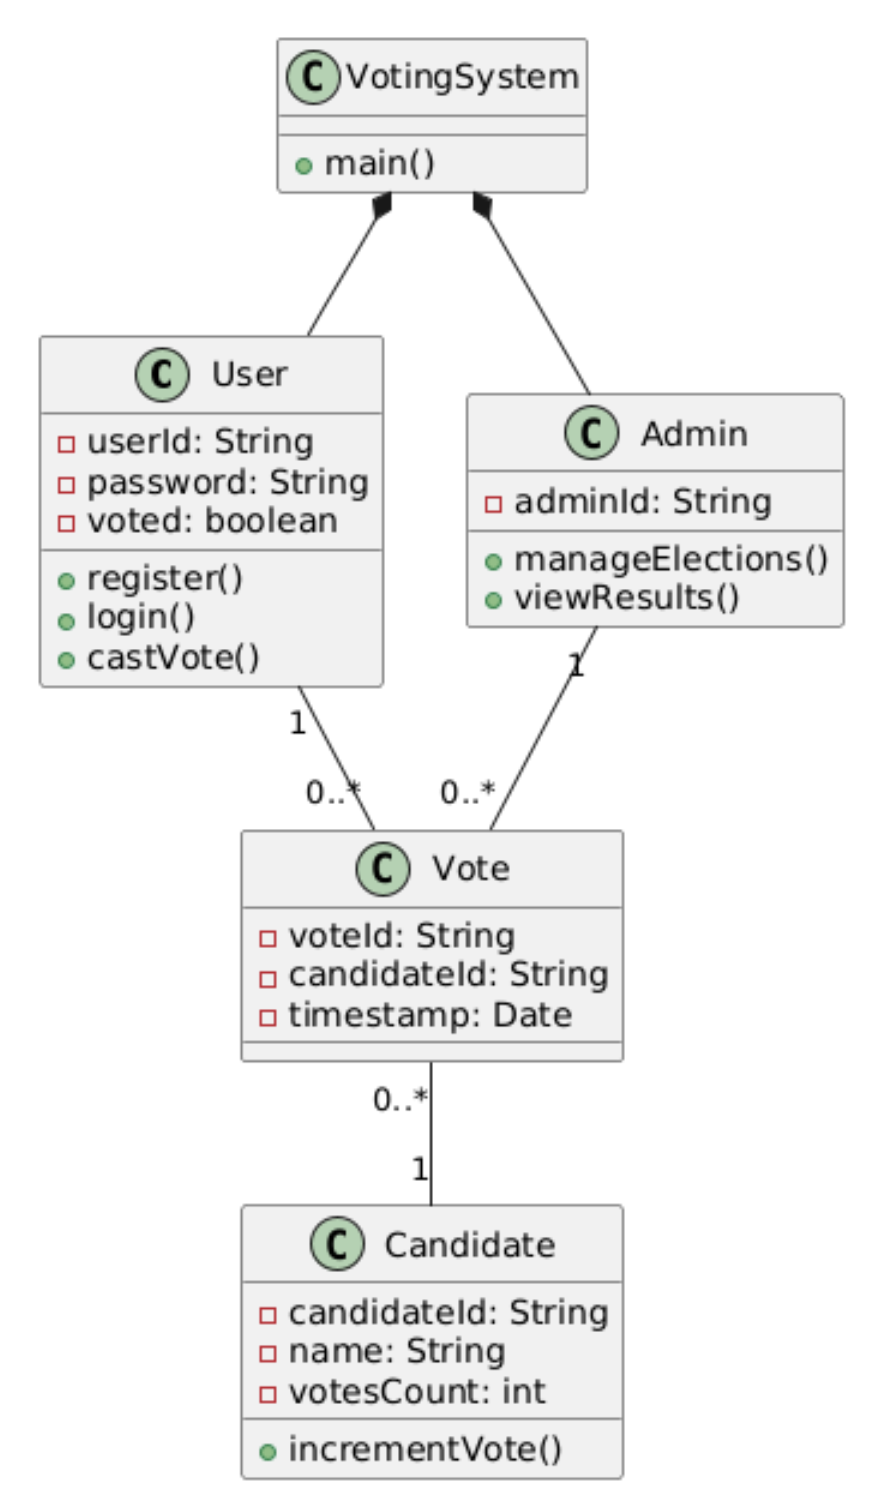 C VotingSystem
main()
C User
userId: String
password: String
voted: boolean
register()
login()
castVote()
C Admin
adminId: String
manageElections()
viewResults()
1
0..*
1
0..*
C Vote
voteId: String
candidateId: String
timestamp: Date
0..*
1
C Candidate
candidateId: String
name: String
votesCount: int
incrementVote()